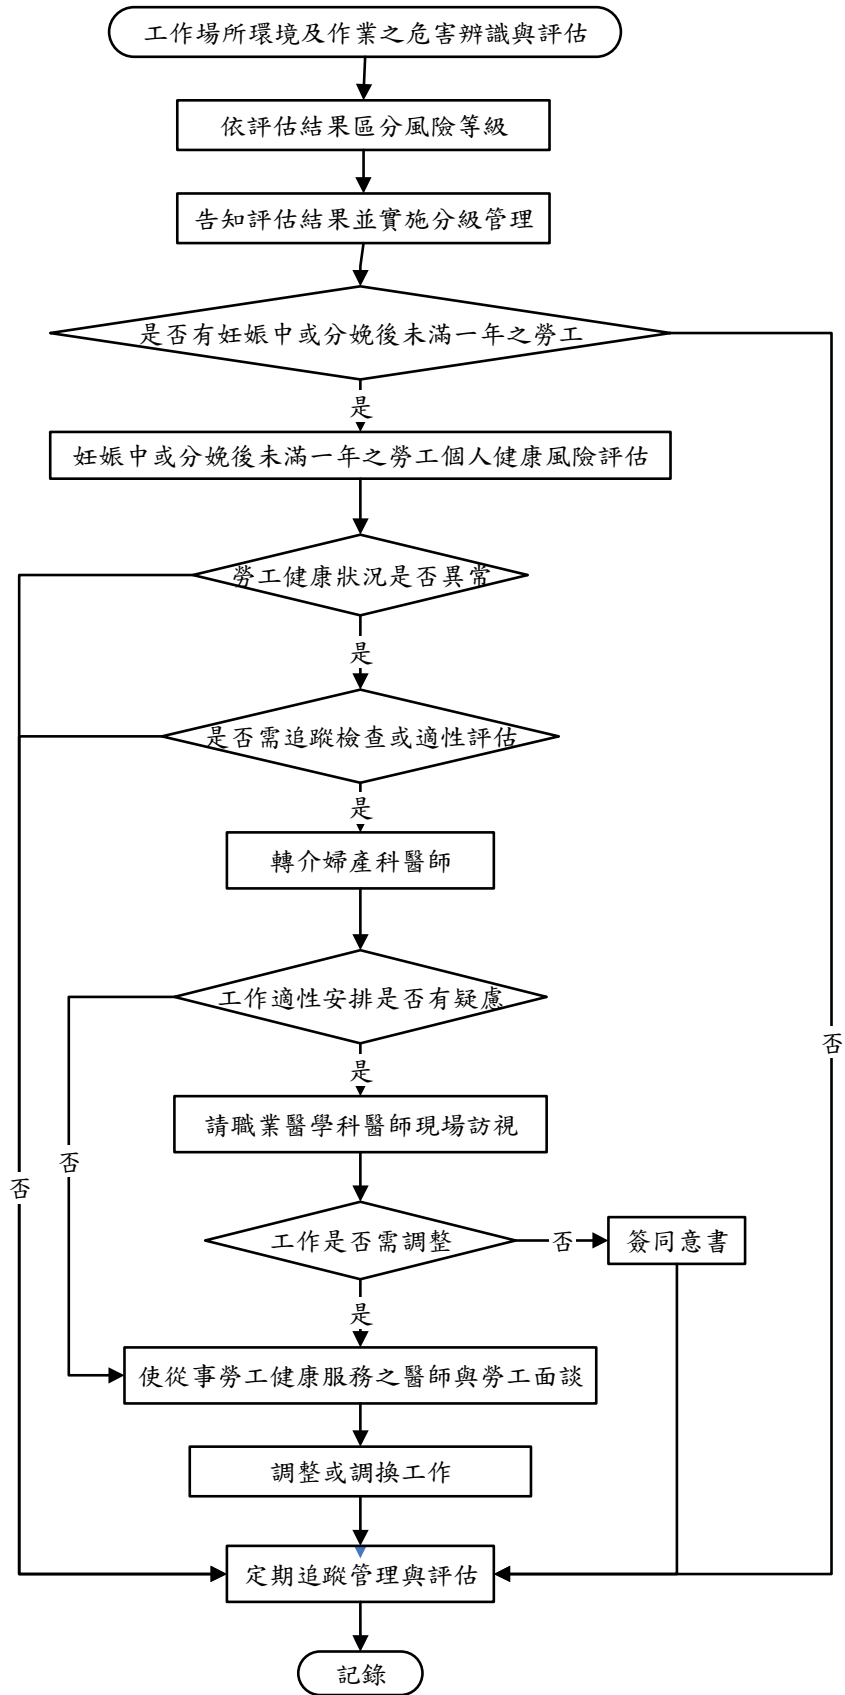 工作場所環境及作業之危害辨識與評估
依評估結果區分風險等級
告知評估結果並實施分級管理
是否有妊娠中或分娩後未滿一年之勞工
是
妊娠中或分娩後未滿一年之勞工個人健康風險評估
勞工健康狀況是否異常
是
是否需追蹤檢查或適性評估
是
轉介婦產科醫師
工作適性安排是否有疑慮
否
是
請職業醫學科醫師現場訪視
否
否
工作是否需調整
否
簽同意書
是
使從事勞工健康服務之醫師與勞工面談
調整或調換工作
定期追蹤管理與評估
記錄